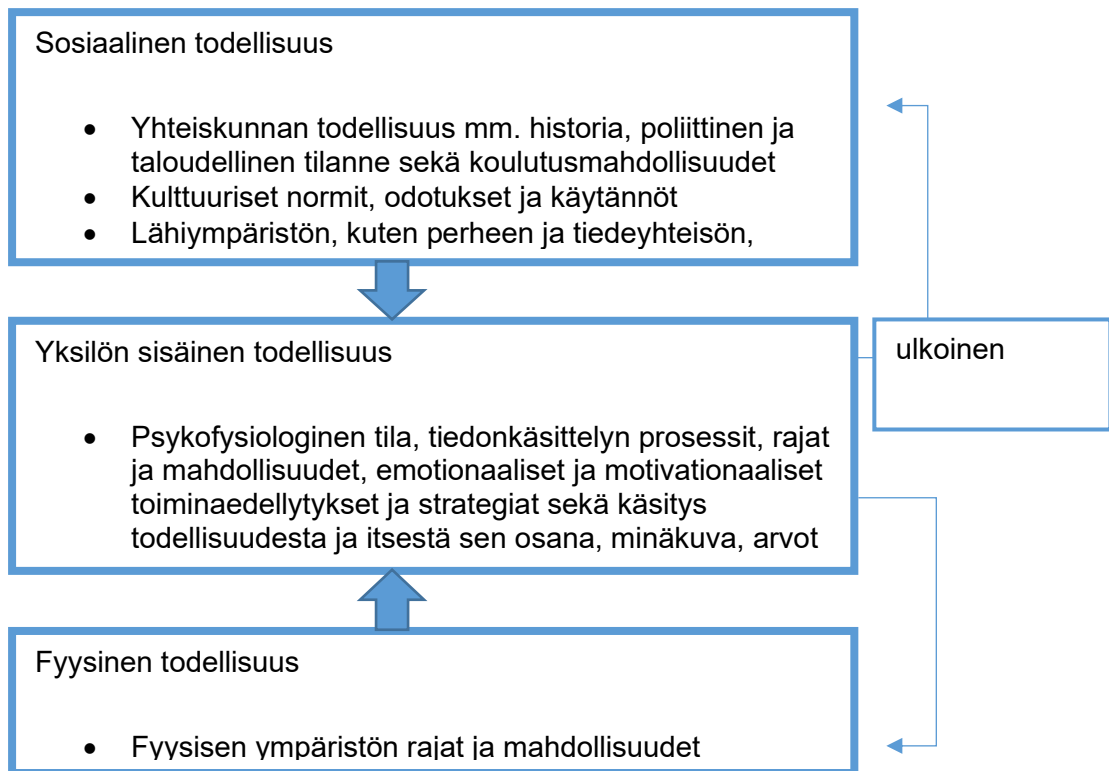 Sosiaalinen todellisuus
• Yhteiskunnan todellisuus mm. historia, poliittinen ja
taloudellinen tilanne sekä koulutusmahdollisuudet
• Kulttuuriset normit, odotukset ja käytännöt
• Lähiympäristön, kuten perheen ja tiedeyhteisön,
Yksilön sisäinen todellisuus
• Psykofysiologinen tila, tiedonkäsittelyn prosessit, rajat
ja mahdollisuudet, emotionaaliset ja motivationaaliset
toiminaedellytykset ja strategiat sekä käsitys
todellisuudesta ja itsestä sen osana, minäkuva, arvot
ulkoinen
Fyysinen todellisuus
• Fyysisen ympäristön rajat ja mahdollisuudet